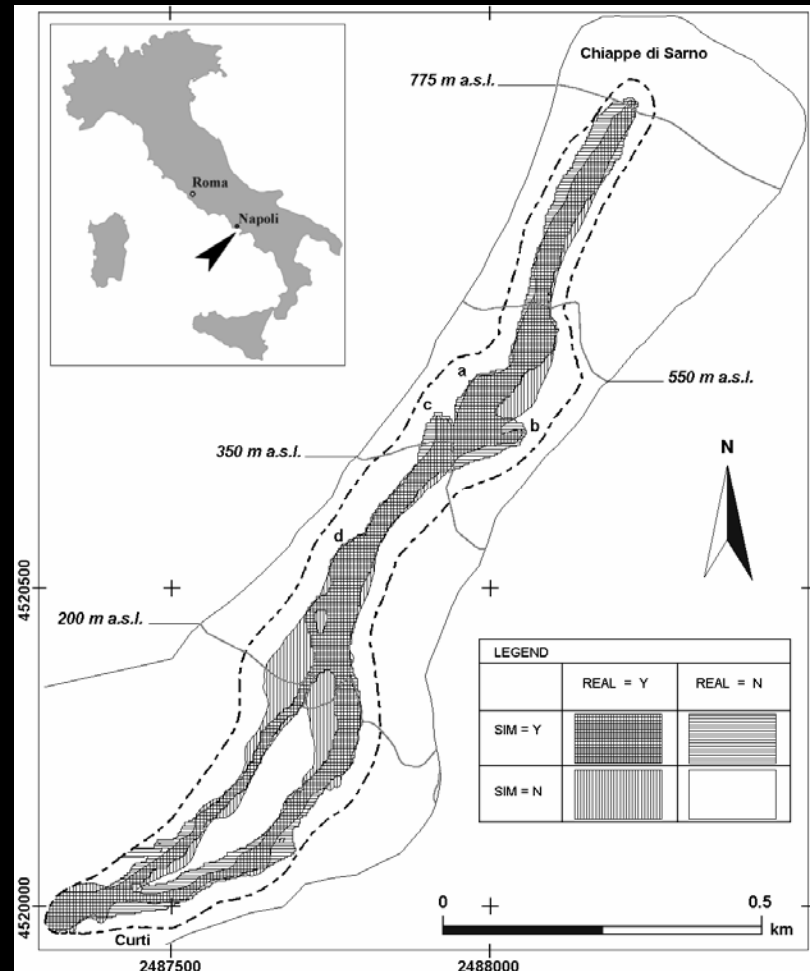 Chiappe di Sarno
775 m a.s.l.
Roma
Napoli
a
550 m a.s.l.
c
b
350 m a.s.l.
N
d
4520500
200 m a.s.l.
LEGEND
REAL = Y
REAL = N
SIM = Y
SIM = N
4520000
0
0.5
km
Curti
2487500
2488000